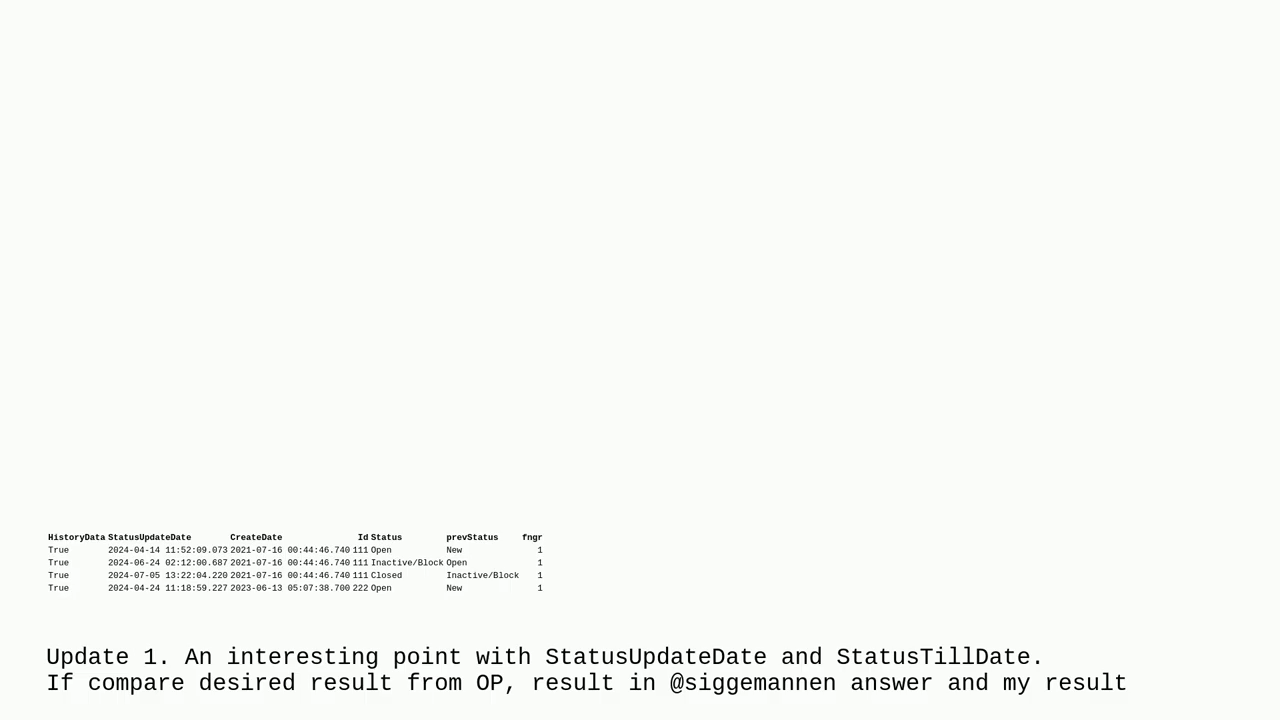 HistoryData StatusUpdateDate CreateDate Id Status prevStatus fngr
True 2024-04-14 11:52:09.073 2021-07-16 00:44:46.740 111 Open New 1
True 2024-06-24 02:12:00.687 2021-07-16 00:44:46.740 111 Inactive/Block Open 1
True 2024-07-05 13:22:04.220 2021-07-16 00:44:46.740 111 Closed Inactive/Block 1
True 2024-04-24 11:18:59.227 2023-06-13 05:07:38.700 222 Open New 1
Update 1. An interesting point with StatusUpdateDate and StatusTillDate.
If compare desired result from OP, result in @siggemannen answer and my result